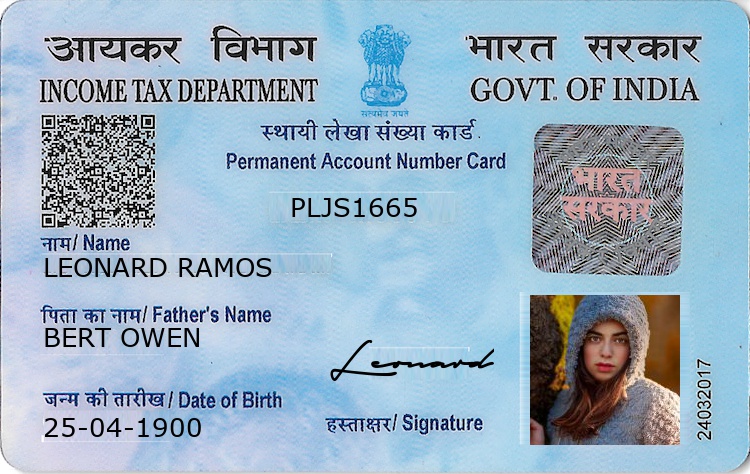 आयकर विभाग
INCOME TAX DEPARTMENT
सत्यमेव जयते
भारत सरकार
GOVT. OF INDIA
स्थायी लेखा संख्या कार्ड
Permanent Account Number Card
PLJS1665
भारत
सरकार
नाम/ Name
LEONARD RAMOS
पिता का नाम/ Father's Name
BERT OWEN
Leonard
जन्म की तारीख / Date of Birth
25-04-1900
हस्ताक्षर/ Signature
24032017